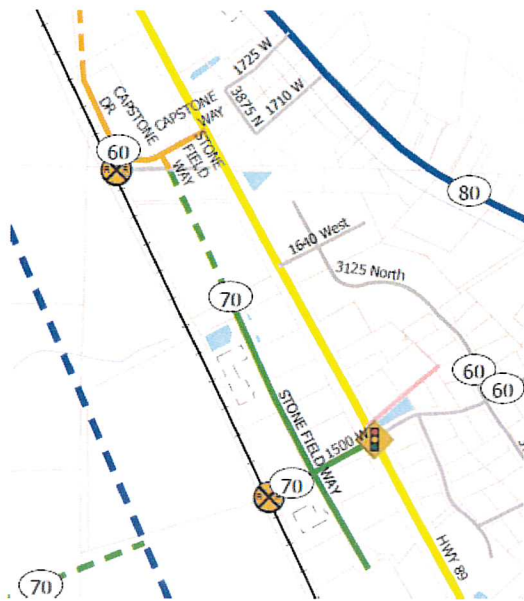 1725 W
3875 N
1710 W
CAPSTONE
DR
CAPSTONE
WAY
STONE
FIELD
WAY
60
80
1640 West
3125 North
70
60
60
STONE FIELD WAY
1500 W
70
HWY 89
70